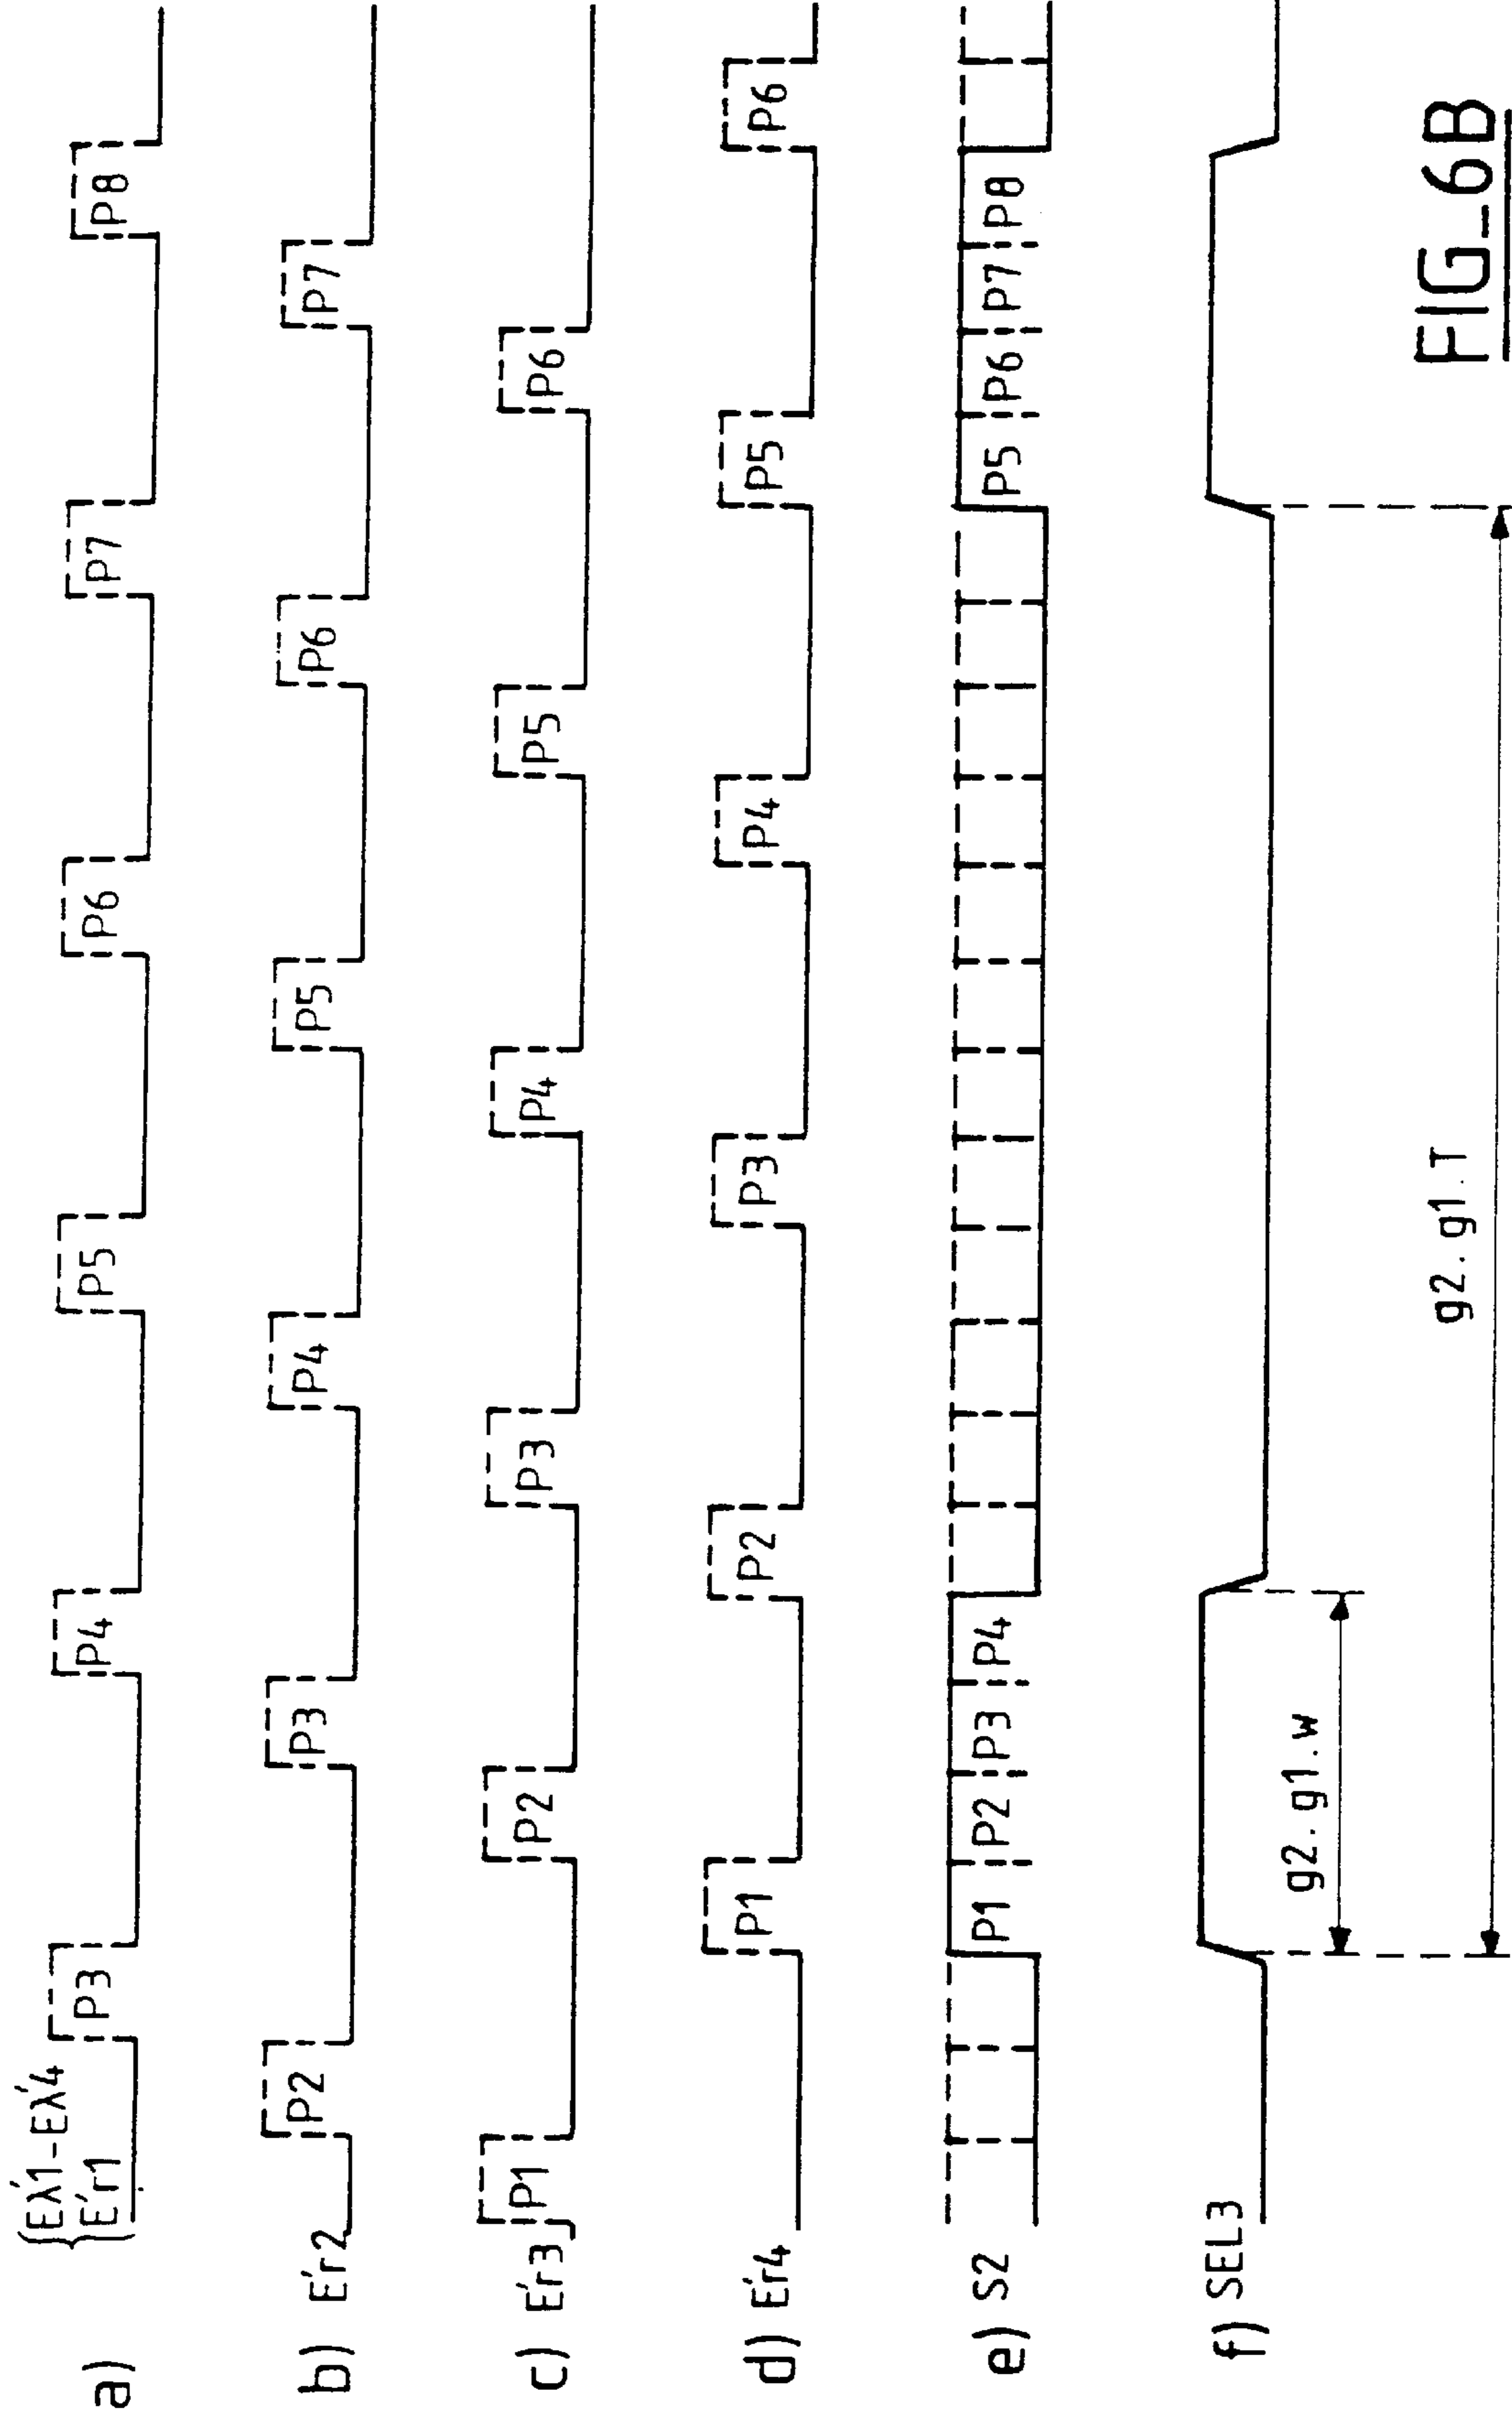 a) {Eλ'1-Eλ'4
{E'r1
P3 P4 P5 P6 P7 P8
b) E'r2 P2 P3 P4 P5 P6 P7
c) E'r3 P1 P2 P3 P4 P5 P6
d) E'r4 P1 P2 P3 P4 P5 P6
e) S2 P1 P2 P3 P4 P5 P6 P7 P8
f) SEL3
g2.g1.w
g2.g1.T
FIG_6B